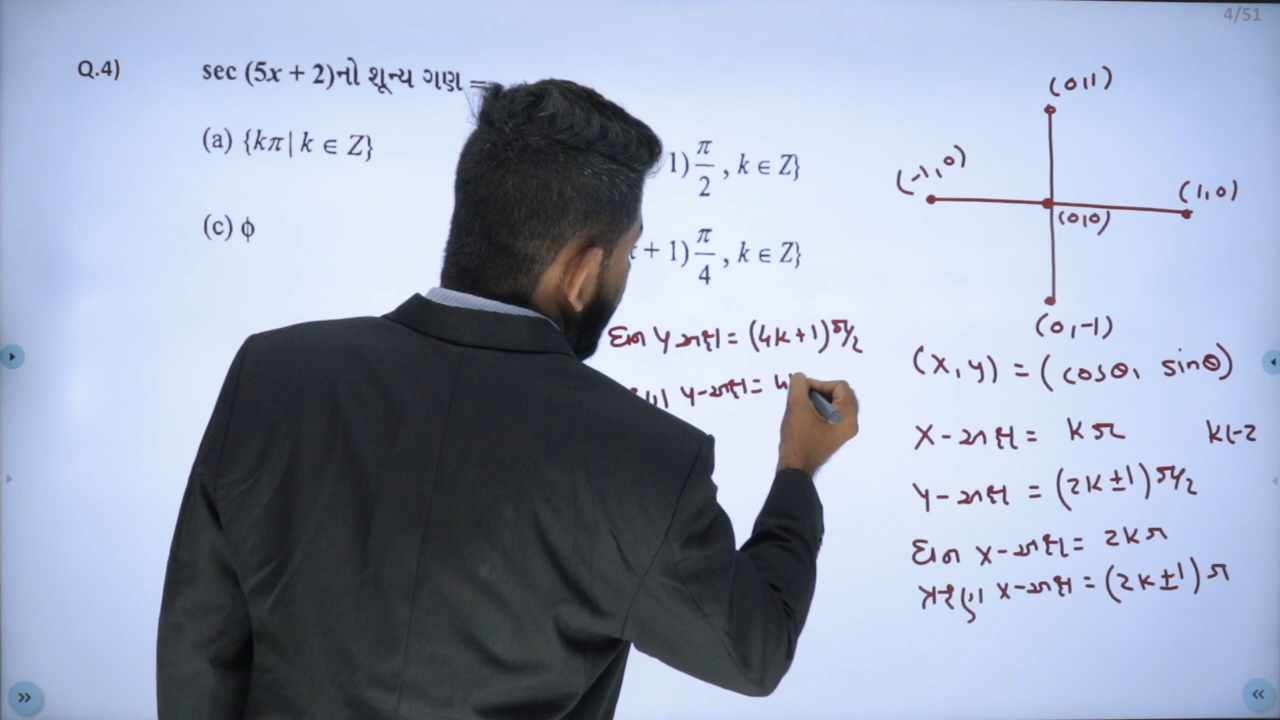 4/51
Q.4) sec (5x + 2)નો શૂન્ય ગણ =
(a) {kπ | k ∈ Z}
1) π/2 , k ∈ Z}
(c) ϕ
+ 1) π/4 , k ∈ Z}
(0,1)
(-1,0)
(1,0)
(0,0)
(0,-1)
ધન Y-અક્ષ = (4k+1)π/2
Y-અક્ષ = 4
(x,y) = (cosθ, sinθ)
X-અક્ષ = kπ
Y-અક્ષ = (2k±1)π/2
ધન X-અક્ષ = 2kπ
X-અક્ષ = (2k±1)π